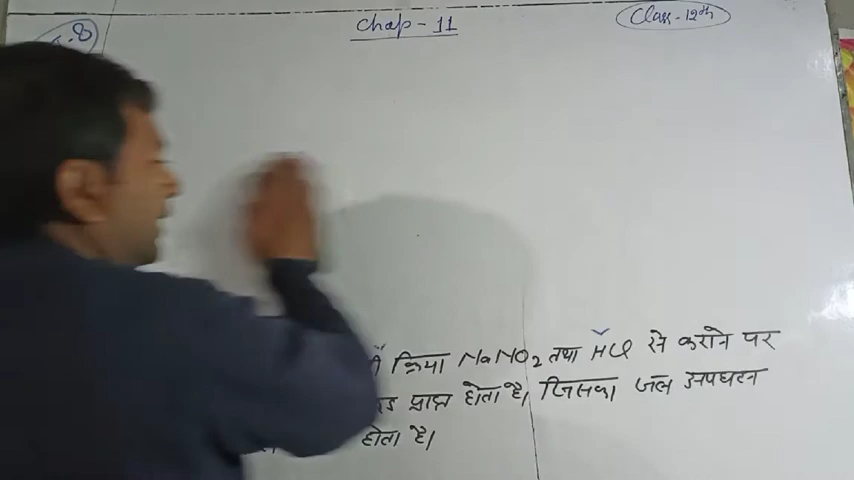 Chap - 11
Class - 12th
क्रिया NaNO2 तथा HCl से कराने पर
प्राप्त होता है। जिसका जल अपघटन
होता है।